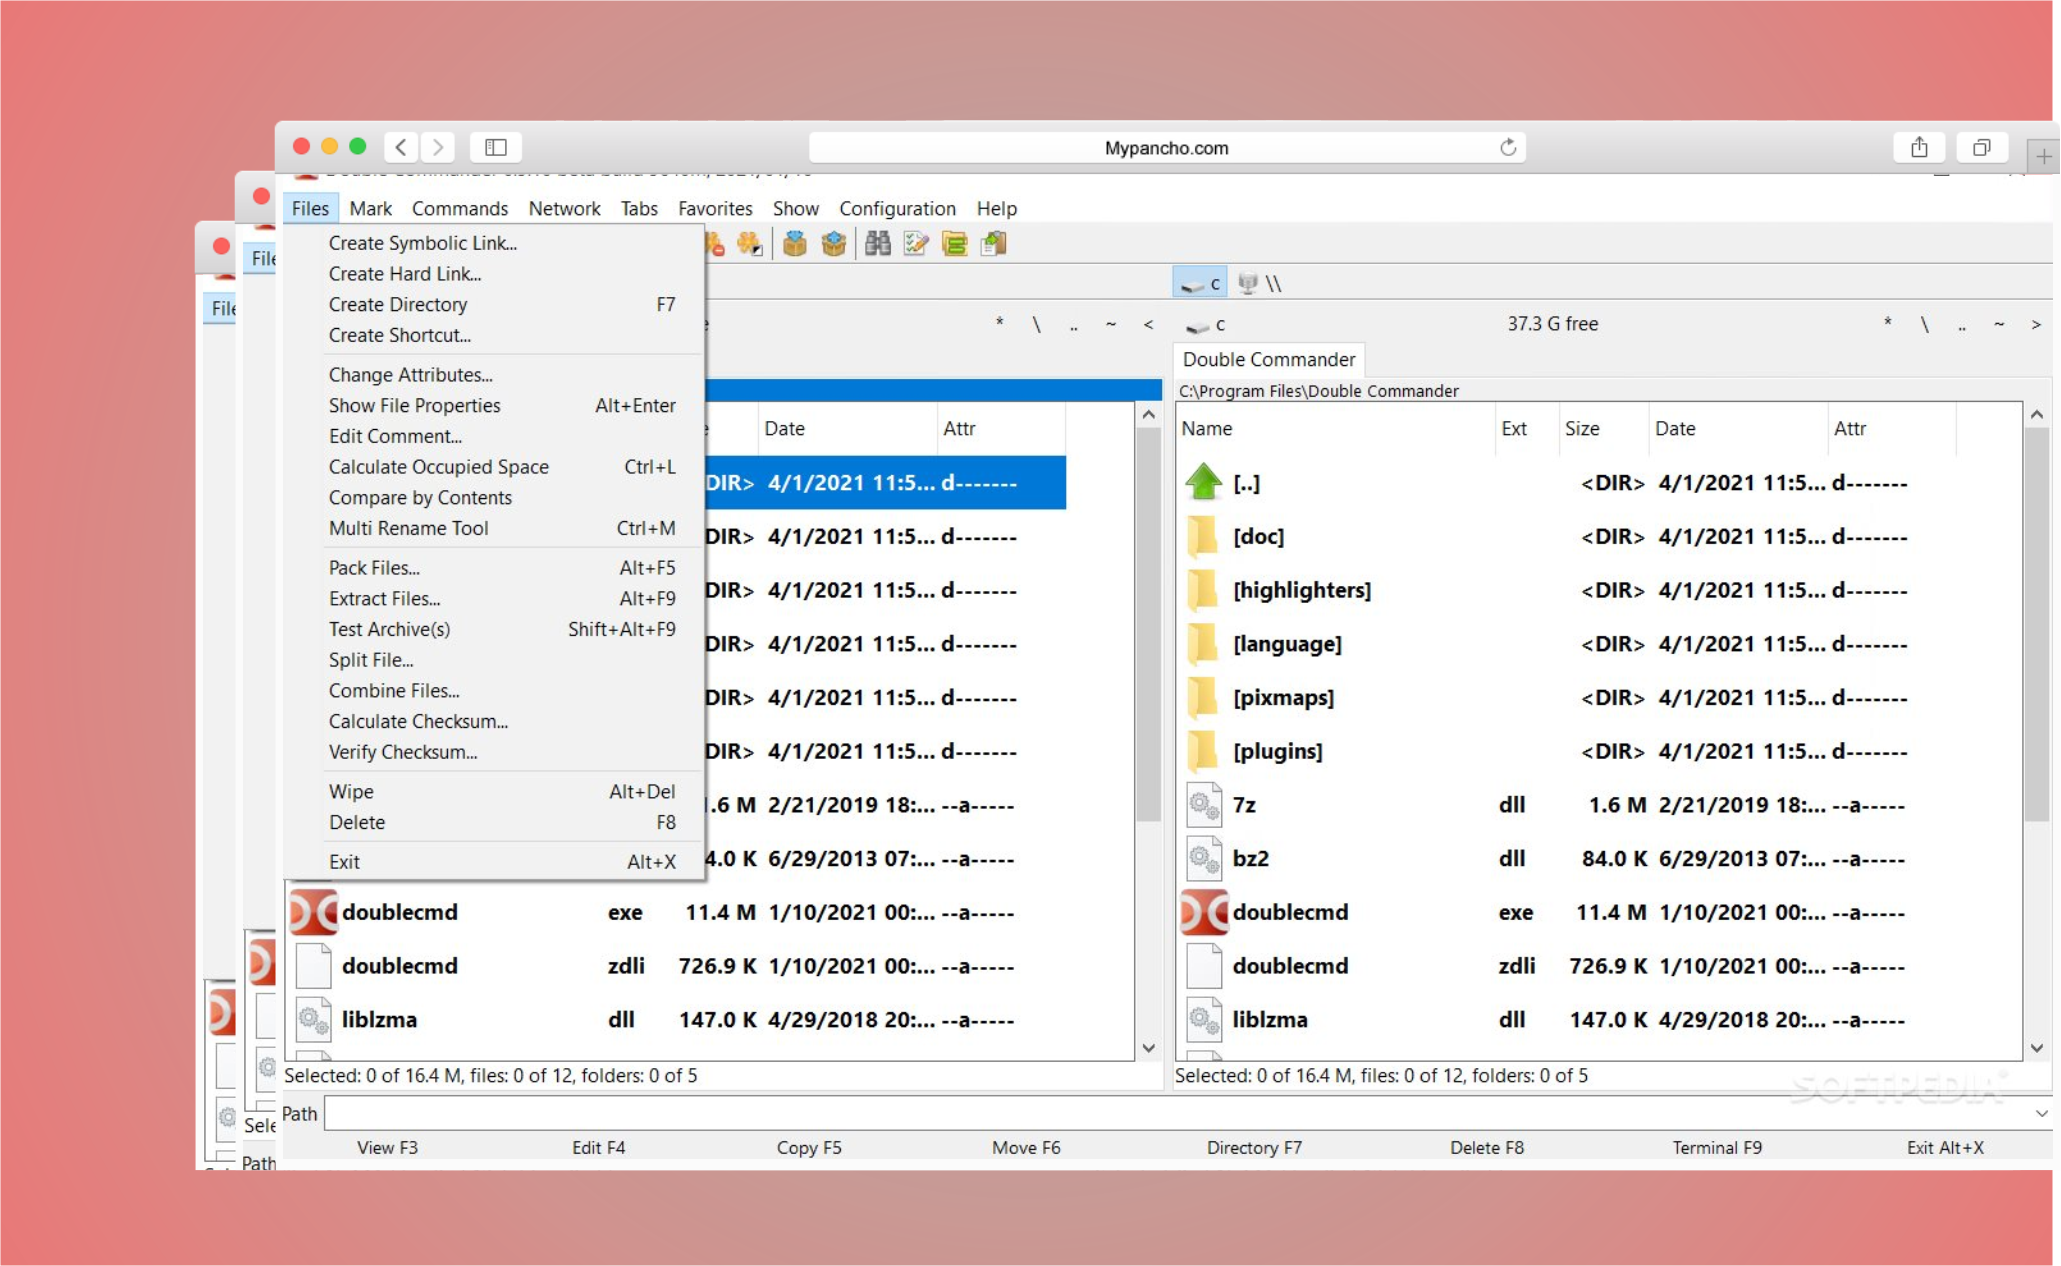 Mypancho.com
Files Mark Commands Network Tabs Favorites Show Configuration Help
Create Symbolic Link...
Create Hard Link...
Create Directory F7
Create Shortcut...
Change Attributes...
Show File Properties Alt+Enter
Edit Comment...
Calculate Occupied Space Ctrl+L
Compare by Contents
Multi Rename Tool Ctrl+M
Pack Files... Alt+F5
Extract Files... Alt+F9
Test Archive(s) Shift+Alt+F9
Split File...
Combine Files...
Calculate Checksum...
Verify Checksum...
Wipe Alt+Del
Delete F8
Exit Alt+X
* \ .. ~ <
Date Attr
DIR> 4/1/2021 11:5... d-------
DIR> 4/1/2021 11:5... d-------
DIR> 4/1/2021 11:5... d-------
DIR> 4/1/2021 11:5... d-------
DIR> 4/1/2021 11:5... d-------
DIR> 4/1/2021 11:5... d-------
.6 M 2/21/2019 18:... --a-----
4.0 K 6/29/2013 07:... --a-----
doublecmd exe 11.4 M 1/10/2021 00:... --a-----
doublecmd zdli 726.9 K 1/10/2021 00:... --a-----
liblzma dll 147.0 K 4/29/2018 20:... --a-----
Selected: 0 of 16.4 M, files: 0 of 12, folders: 0 of 5
c \\
c 37.3 G free * \ .. ~ >
Double Commander
C:\Program Files\Double Commander
Name Ext Size Date Attr
[..] <DIR> 4/1/2021 11:5... d-------
[doc] <DIR> 4/1/2021 11:5... d-------
[highlighters] <DIR> 4/1/2021 11:5... d-------
[language] <DIR> 4/1/2021 11:5... d-------
[pixmaps] <DIR> 4/1/2021 11:5... d-------
[plugins] <DIR> 4/1/2021 11:5... d-------
7z dll 1.6 M 2/21/2019 18:... --a-----
bz2 dll 84.0 K 6/29/2013 07:... --a-----
doublecmd exe 11.4 M 1/10/2021 00:... --a-----
doublecmd zdli 726.9 K 1/10/2021 00:... --a-----
liblzma dll 147.0 K 4/29/2018 20:... --a-----
Selected: 0 of 16.4 M, files: 0 of 12, folders: 0 of 5
SOFTPEDIA
Path
View F3 Edit F4 Copy F5 Move F6 Directory F7 Delete F8 Terminal F9 Exit Alt+X
File
File
Sele
Path